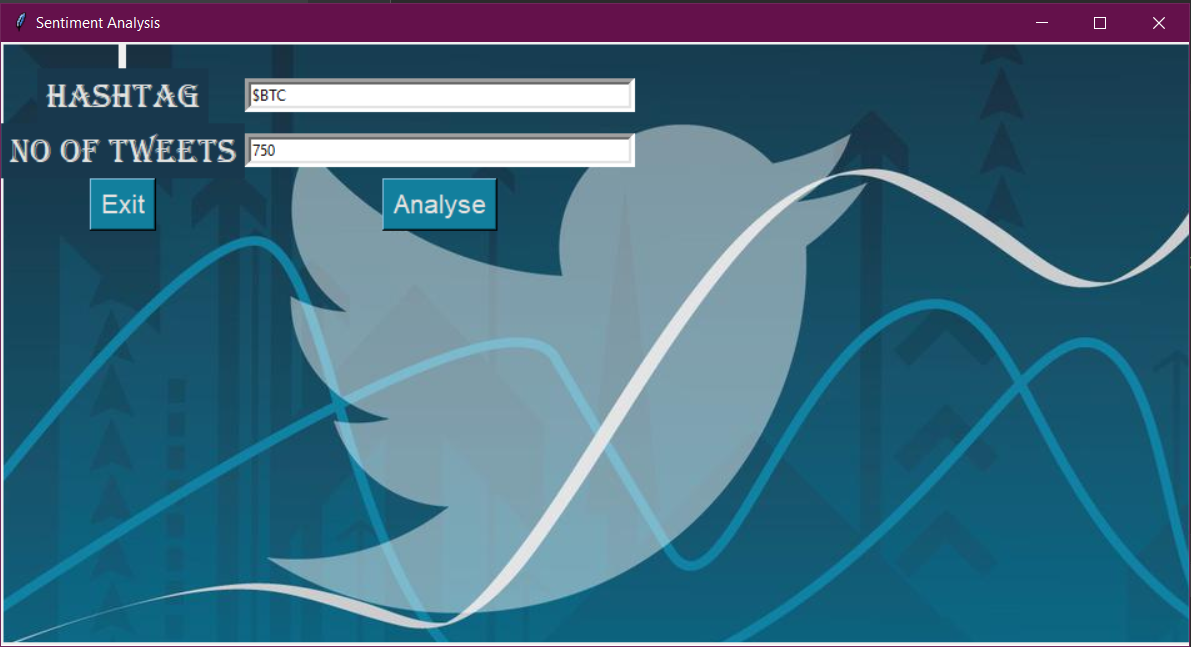 Sentiment Analysis
HASHTAG $BTC
NO OF TWEETS 750
Exit Analyse